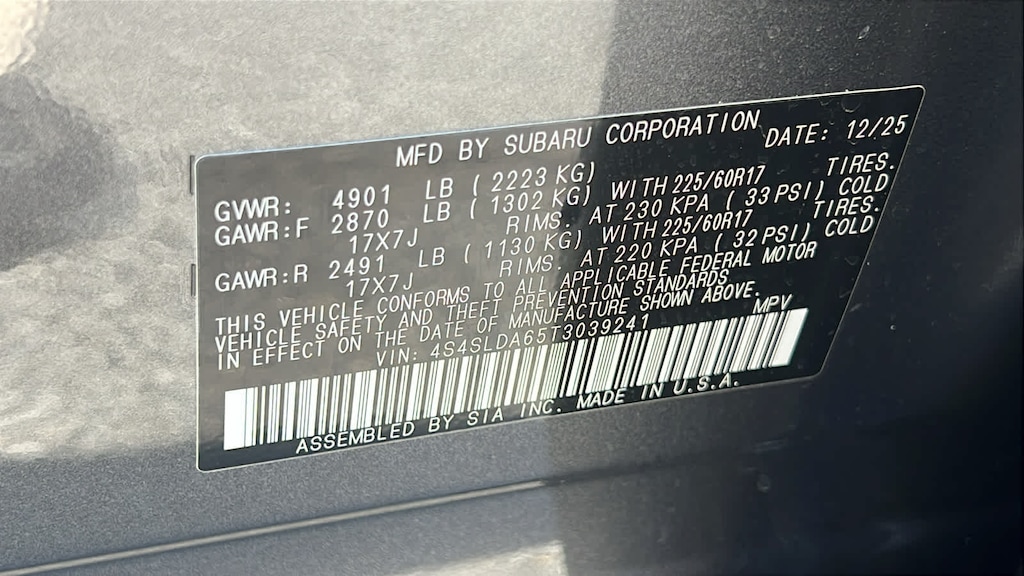 MFD BY SUBARU CORPORATION DATE: 12/25
GVWR: 4901 LB ( 2223 KG)
GAWR:F 2870 LB ( 1302 KG) WITH 225/60R17 TIRES.
17X7J RIMS. AT 230 KPA ( 33 PSI) COLD
GAWR:R 2491 LB ( 1130 KG) WITH 225/60R17 TIRES.
17X7J RIMS. AT 220 KPA ( 32 PSI) COLD
THIS VEHICLE CONFORMS TO ALL APPLICABLE FEDERAL MOTOR
VEHICLE SAFETY AND THEFT PREVENTION STANDARDS
IN EFFECT ON THE DATE OF MANUFACTURE SHOWN ABOVE.
VIN: 4S4SLDA65T3039241 MPV
ASSEMBLED BY SIA INC. MADE IN U.S.A.